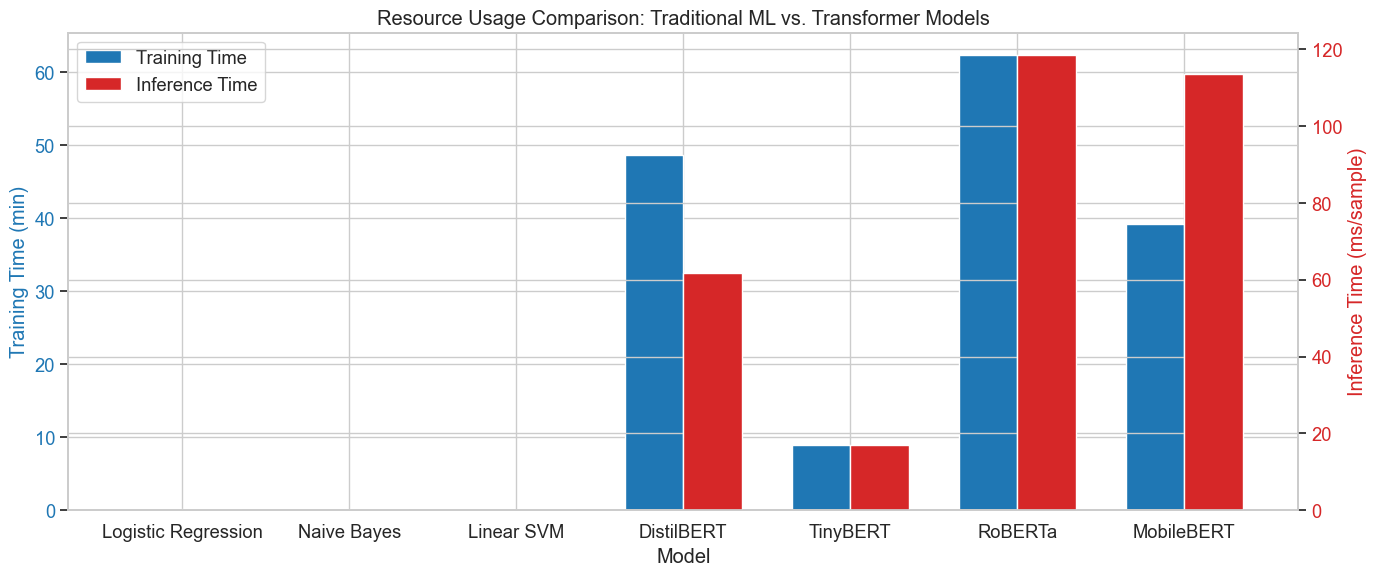 Resource Usage Comparison: Traditional ML vs. Transformer Models
Training Time
Inference Time
Training Time (min)
60
50
40
30
20
10
0
Inference Time (ms/sample)
120
100
80
60
40
20
0
Logistic Regression
Naive Bayes
Linear SVM
DistilBERT
TinyBERT
RoBERTa
MobileBERT
Model